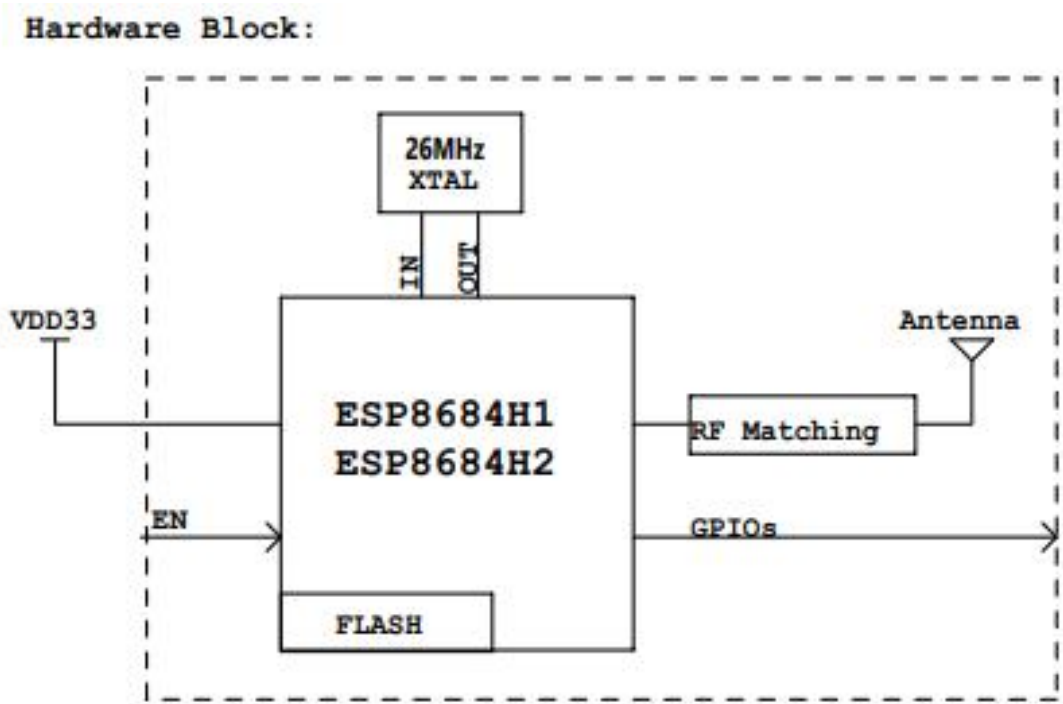 Hardware Block:
26MHz
XTAL
IN
OUT
VDD33
Antenna
ESP8684H1
ESP8684H2
RF Matching
EN
GPIOs
FLASH